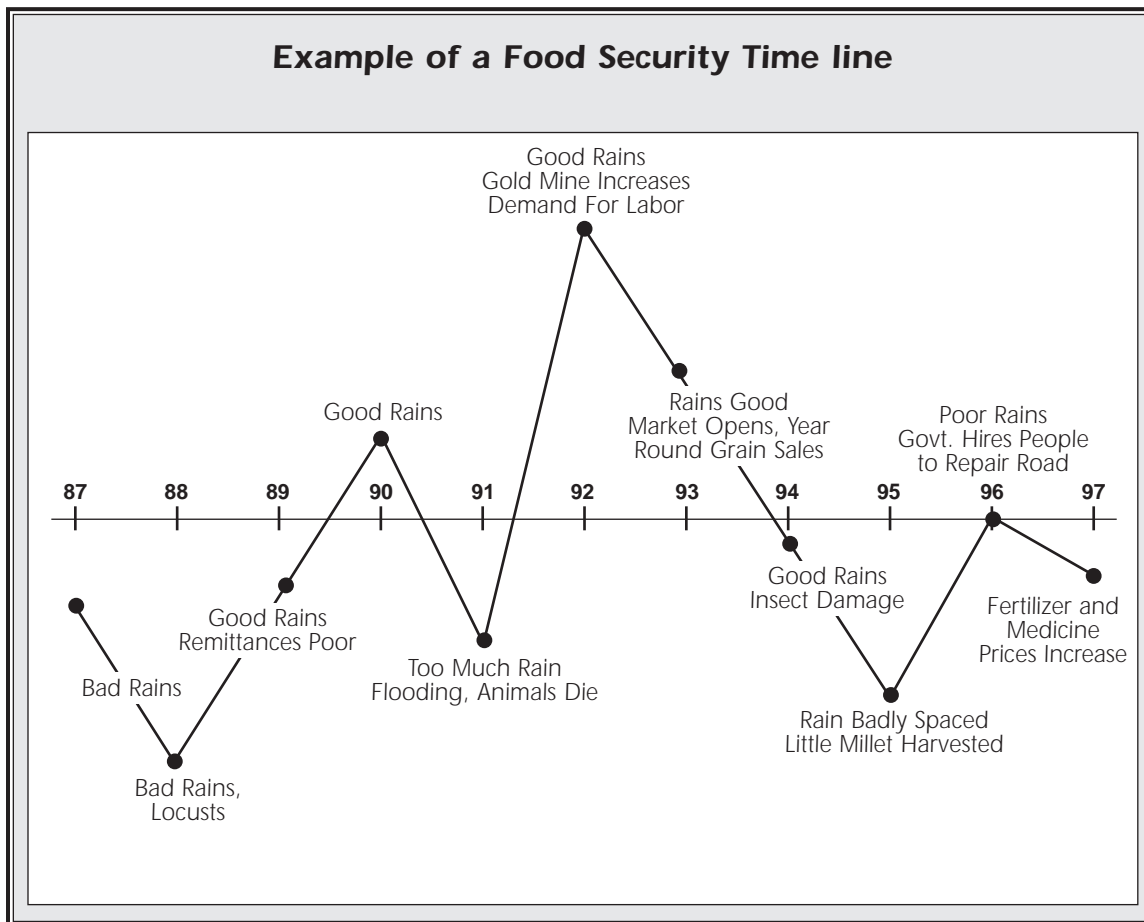 Example of a Food Security Time line
Good Rains
Gold Mine Increases
Demand For Labor
Good Rains
Rains Good
Market Opens, Year
Round Grain Sales
Poor Rains
Govt. Hires People
to Repair Road
87 88 89 90 91 92 93 94 95 96 97
Bad Rains
Bad Rains,
Locusts
Good Rains
Remittances Poor
Too Much Rain
Flooding, Animals Die
Good Rains
Insect Damage
Rain Badly Spaced
Little Millet Harvested
Fertilizer and
Medicine
Prices Increase